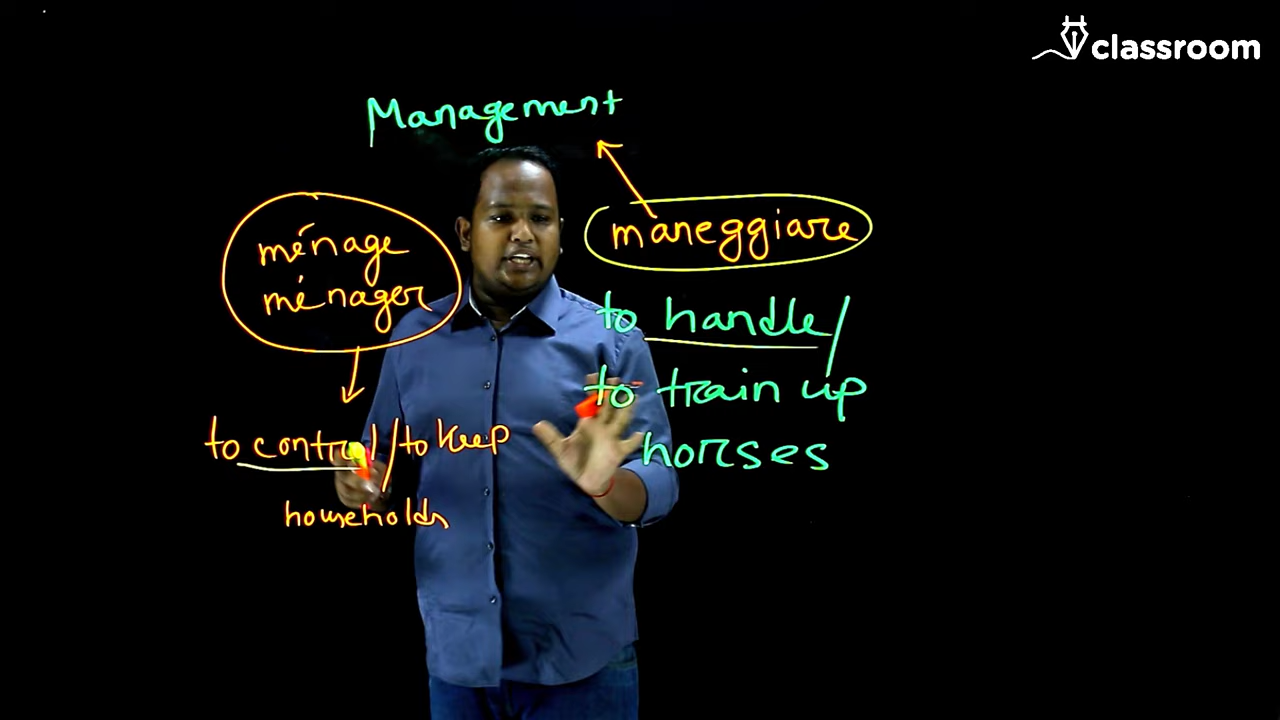 classroom
Management
ménage
ménager
maneggiare
to handle/
to train up
horses
to control/to keep
households